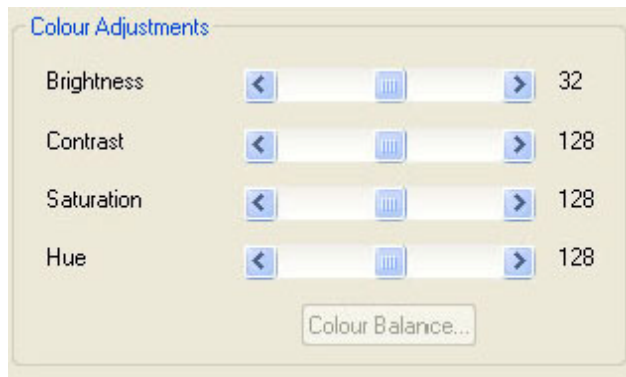 Colour Adjustments
Brightness 32
Contrast 128
Saturation 128
Hue 128
Colour Balance...